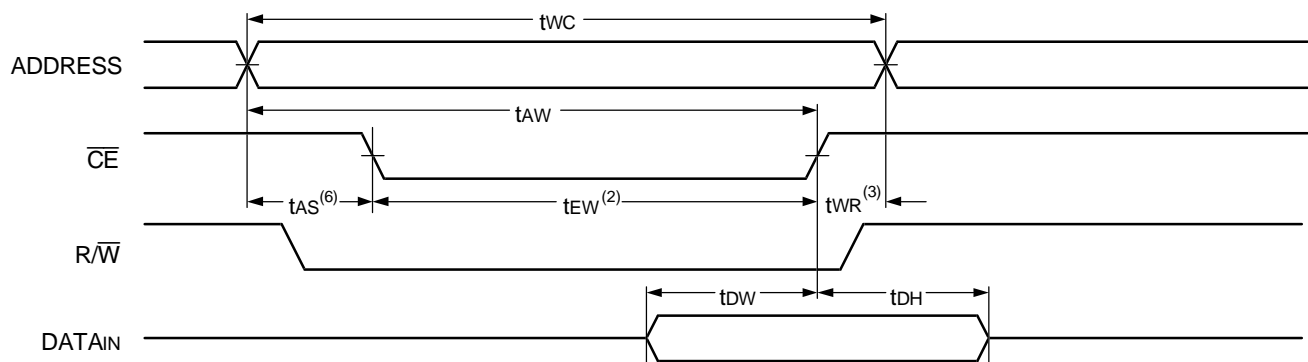 tWC
ADDRESS
tAW
CE
tAS(6)
tEW(2)
tWR(3)
R/W
tDW
tDH
DATAIN